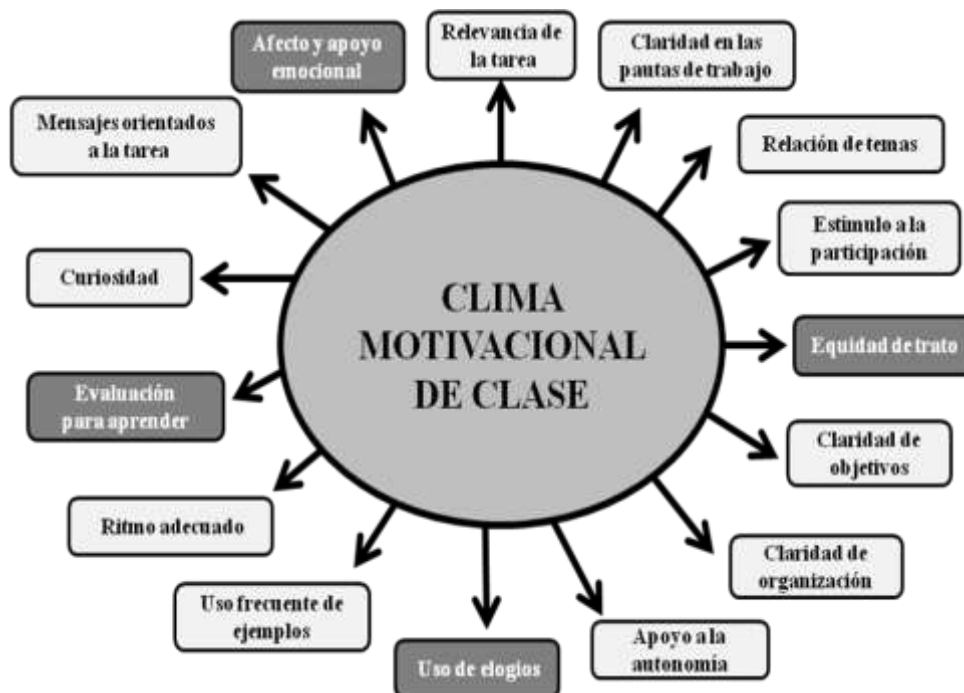 Afecto y apoyo
emocional
Relevancia de
la tarea
Claridad en las
pautas de trabajo
Mensajes orientados
a la tarea
Relación de temas
Estímulo a la
participación
Curiosidad
CLIMA
MOTIVACIONAL
DE CLASE
Equidad de trato
Evaluación
para aprender
Claridad de
objetivos
Ritmo adecuado
Claridad de
organización
Uso frecuente de
ejemplos
Apoyo a la
autonomía
Uso de elogios